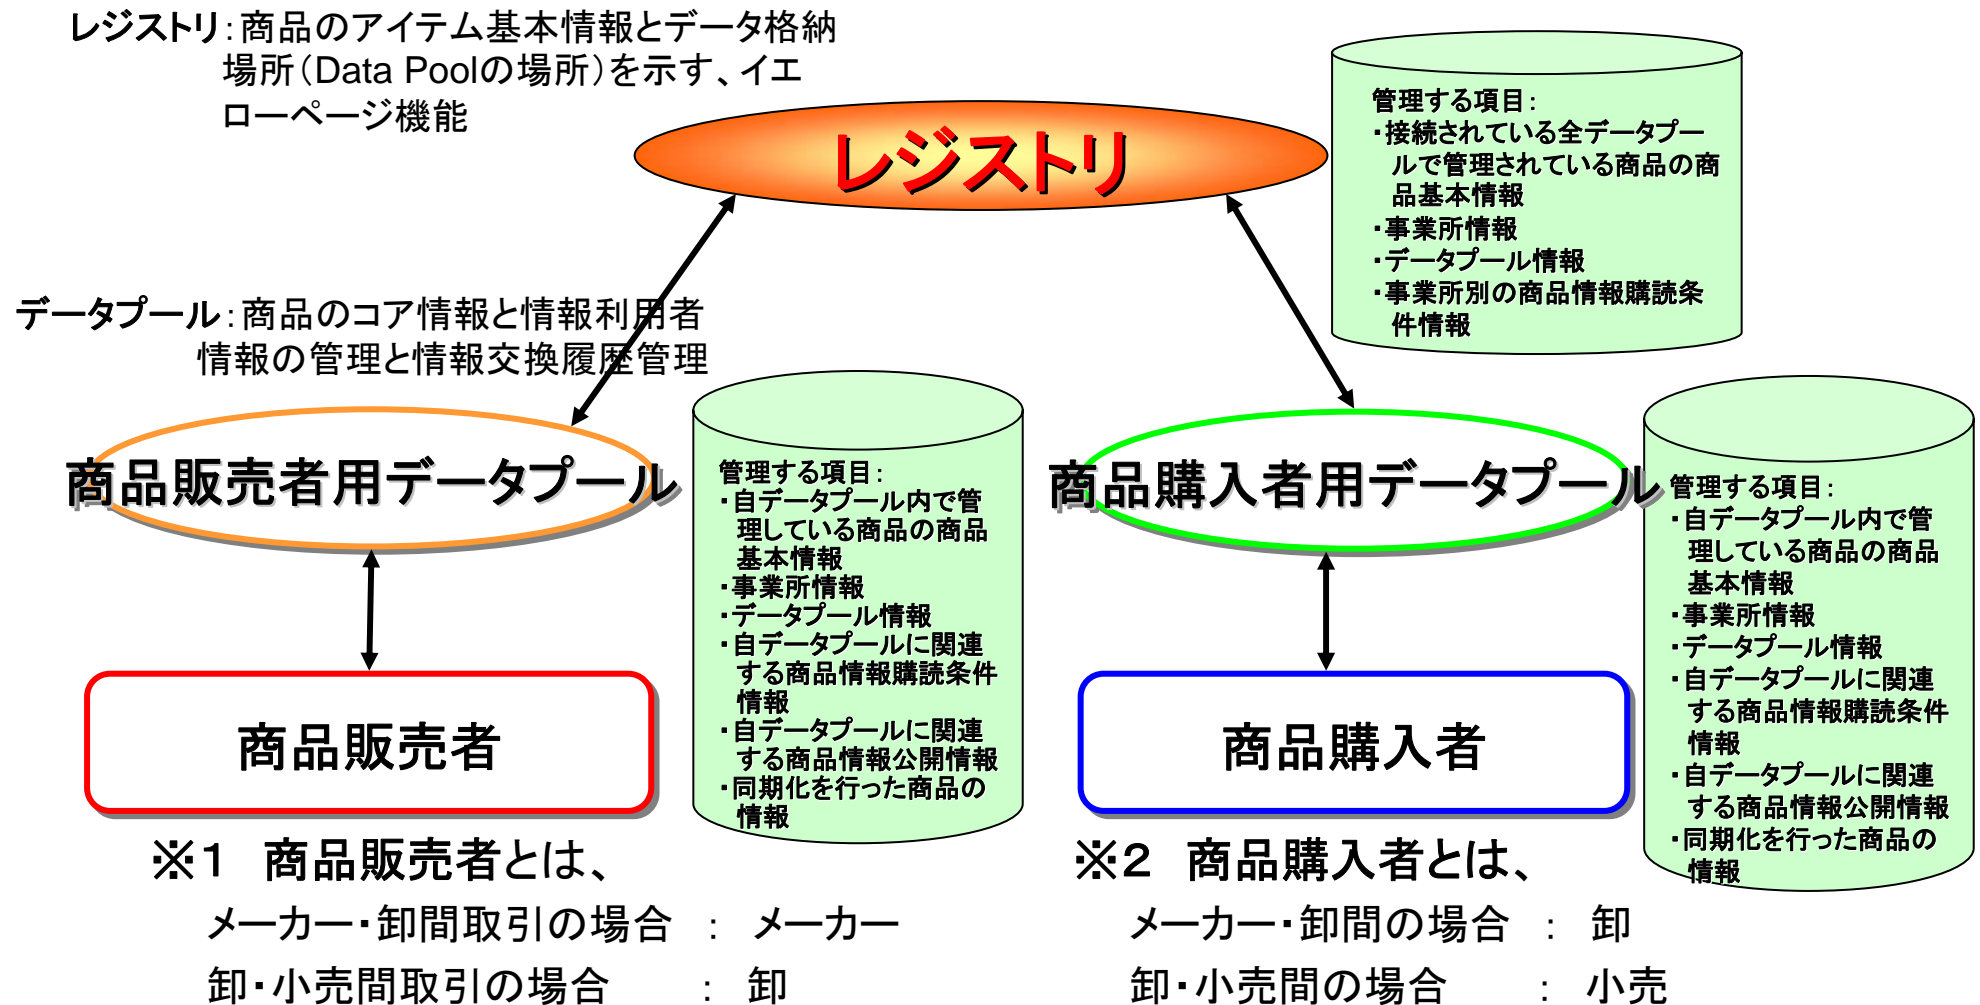 レジストリ：商品のアイテム基本情報とデータ格納
場所（Data Poolの場所）を示す、イエ
ローページ機能
レジストリ
管理する項目：
・接続されている全データプー
ルで管理されている商品の商
品基本情報
・事業所情報
・データプール情報
・事業所別の商品情報購読条
件情報
データプール：商品のコア情報と情報利用者
情報の管理と情報交換履歴管理
商品販売者用データプール
管理する項目：
・自データプール内で管
理している商品の商品
基本情報
・事業所情報
・データプール情報
・自データプールに関連
する商品情報購読条件
情報
・自データプールに関連
する商品情報公開情報
・同期化を行った商品の
情報
商品購入者用データプール
管理する項目：
・自データプール内で管
理している商品の商品
基本情報
・事業所情報
・データプール情報
・自データプールに関連
する商品情報購読条件
情報
・自データプールに関連
する商品情報公開情報
・同期化を行った商品の
情報
商品販売者
商品購入者
※１　商品販売者とは、
メーカー・卸間取引の場合　：　メーカー
卸・小売間取引の場合　　：　卸
※２　商品購入者とは、
メーカー・卸間の場合　：　卸
卸・小売間の場合　　：　小売